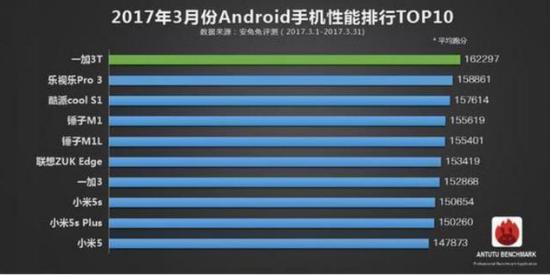 2017年3月份Android手机性能排行TOP10
数据来源：安兔兔评测（2017.3.1-2017.3.31)
* 平均跑分
一加3T 162297
乐视乐Pro 3 158861
酷派cool S1 157614
锤子M1 155619
锤子M1L 155401
联想ZUK Edge 153419
一加3 152868
小米5s 150654
小米5s Plus 150260
小米5 147873
ANTUTU BENCHMARK
Professional Benchmark Application